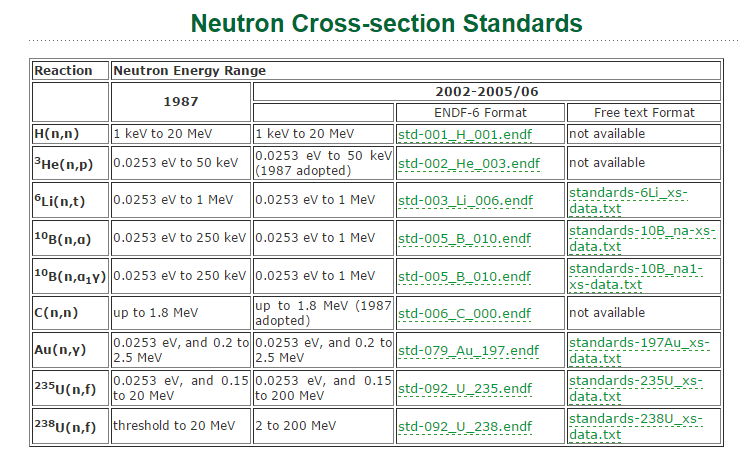 Neutron Cross-section Standards
Reaction Neutron Energy Range
1987 2002-2005/06
ENDF-6 Format Free text Format
H(n,n) 1 keV to 20 MeV 1 keV to 20 MeV std-001_H_001.endf not available
³He(n,p) 0.0253 eV to 50 keV 0.0253 eV to 50 keV (1987 adopted) std-002_He_003.endf not available
⁶Li(n,t) 0.0253 eV to 1 MeV 0.0253 eV to 1 MeV std-003_Li_006.endf standards-6Li_xs-data.txt
¹⁰B(n,α) 0.0253 eV to 250 keV 0.0253 eV to 1 MeV std-005_B_010.endf standards-10B_na-xs-data.txt
¹⁰B(n,α₁γ) 0.0253 eV to 250 keV 0.0253 eV to 1 MeV std-005_B_010.endf standards-10B_na1-xs-data.txt
C(n,n) up to 1.8 MeV up to 1.8 MeV (1987 adopted) std-006_C_000.endf not available
Au(n,γ) 0.0253 eV, and 0.2 to 2.5 MeV 0.0253 eV, and 0.2 to 2.5 MeV std-079_Au_197.endf standards-197Au_xs-data.txt
²³⁵U(n,f) 0.0253 eV, and 0.15 to 20 MeV 0.0253 eV, and 0.15 to 200 MeV std-092_U_235.endf standards-235U_xs-data.txt
²³⁸U(n,f) threshold to 20 MeV 2 to 200 MeV std-092_U_238.endf standards-238U_xs-data.txt